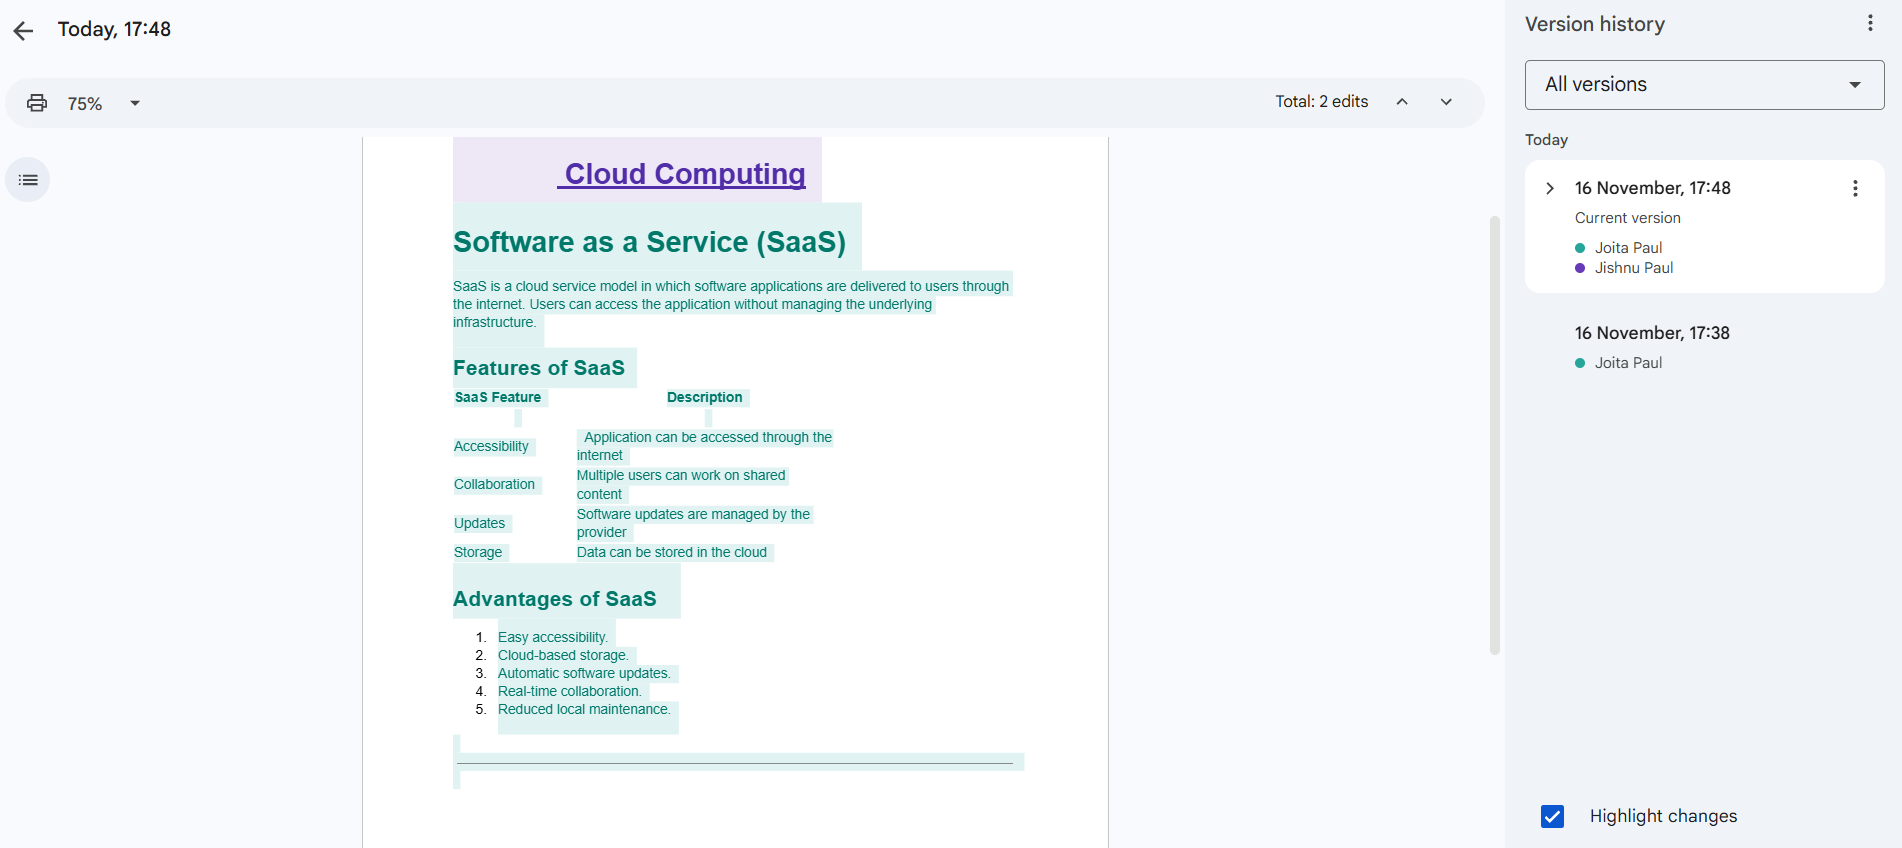 Today, 17:48
75%
Total: 2 edits
Cloud Computing
Software as a Service (SaaS)
SaaS is a cloud service model in which software applications are delivered to users through
the internet. Users can access the application without managing the underlying
infrastructure.
Features of SaaS
SaaS Feature Description
Accessibility Application can be accessed through the
internet
Collaboration Multiple users can work on shared
content
Updates Software updates are managed by the
provider
Storage Data can be stored in the cloud
Advantages of SaaS
1. Easy accessibility.
2. Cloud-based storage.
3. Automatic software updates.
4. Real-time collaboration.
5. Reduced local maintenance.
Version history
All versions
Today
16 November, 17:48
Current version
Joita Paul
Jishnu Paul
16 November, 17:38
Joita Paul
Highlight changes